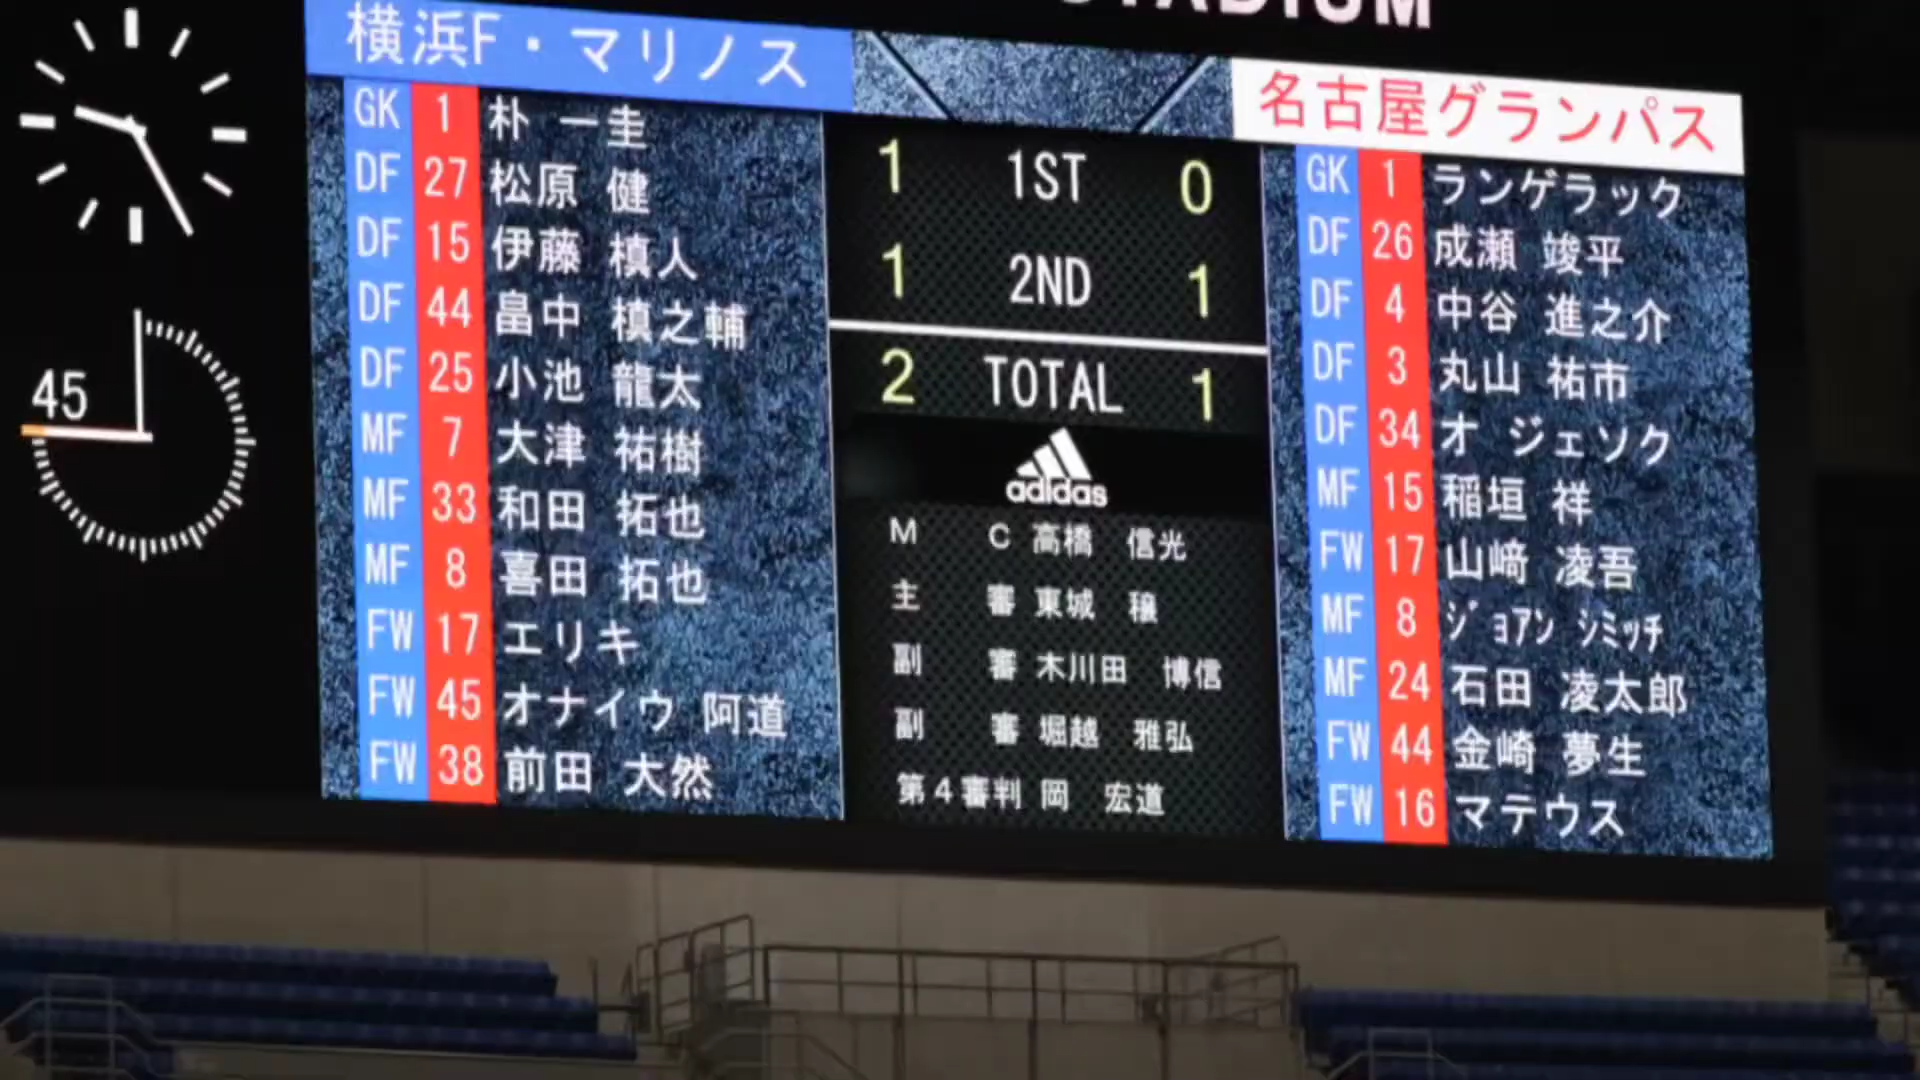 STADIUM
横浜F・マリノス
名古屋グランパス
GK 1 朴 一圭
DF 27 松原 健
DF 15 伊藤 槙人
DF 44 畠中 槙之輔
DF 25 小池 龍太
MF 7 大津 祐樹
MF 33 和田 拓也
MF 8 喜田 拓也
FW 17 エリキ
FW 45 オナイウ 阿道
FW 38 前田 大然
1 1ST 0
1 2ND 1
2 TOTAL 1
adidas
M C 高橋 信光
主 審 東城 穣
副 審 木川田 博信
副 審 堀越 雅弘
第4審判 岡 宏道
GK 1 ランゲラック
DF 26 成瀬 竣平
DF 4 中谷 進之介
DF 3 丸山 祐市
DF 34 オ ジェソク
MF 15 稲垣 祥
FW 17 山﨑 凌吾
MF 8 ｼﾞｮｱﾝ ｼﾐｯﾁ
MF 24 石田 凌太郎
FW 44 金崎 夢生
FW 16 マテウス
45